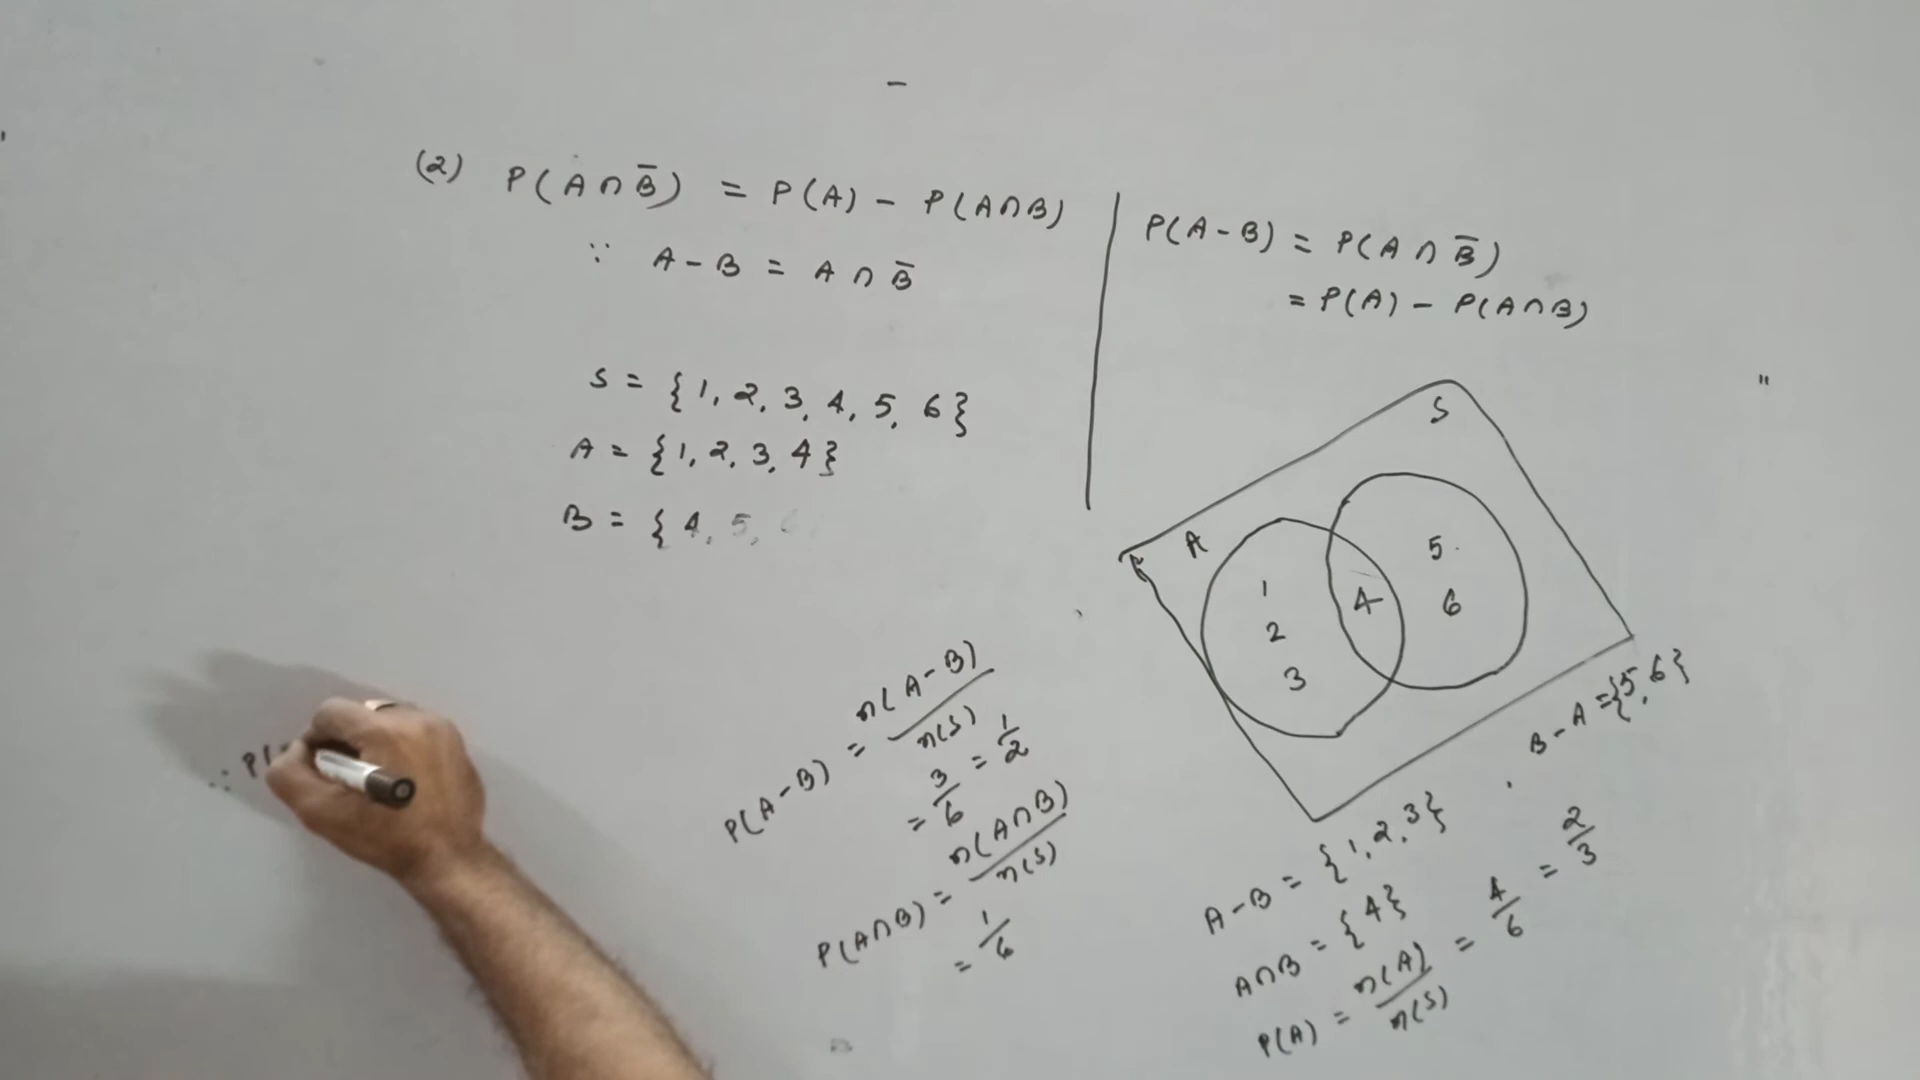 (2) P(A∩B̅) = P(A) - P(A∩B)
∵ A-B = A∩B̅
S = {1, 2, 3, 4, 5, 6}
A = {1, 2, 3, 4}
B = {4, 5,
P(A-B) = P(A∩B̅)
= P(A) - P(A∩B)
S
A
1
2
3
4
5
6
P(A-B) = n(A-B)/n(S)
= 3/6 = 1/2
P(A∩B) = n(A∩B)/n(S)
= 1/6
A-B = {1, 2, 3}, B-A = {5, 6}
A∩B = {4}
P(A) = n(A)/n(S) = 4/6 = 2/3
∴ P(